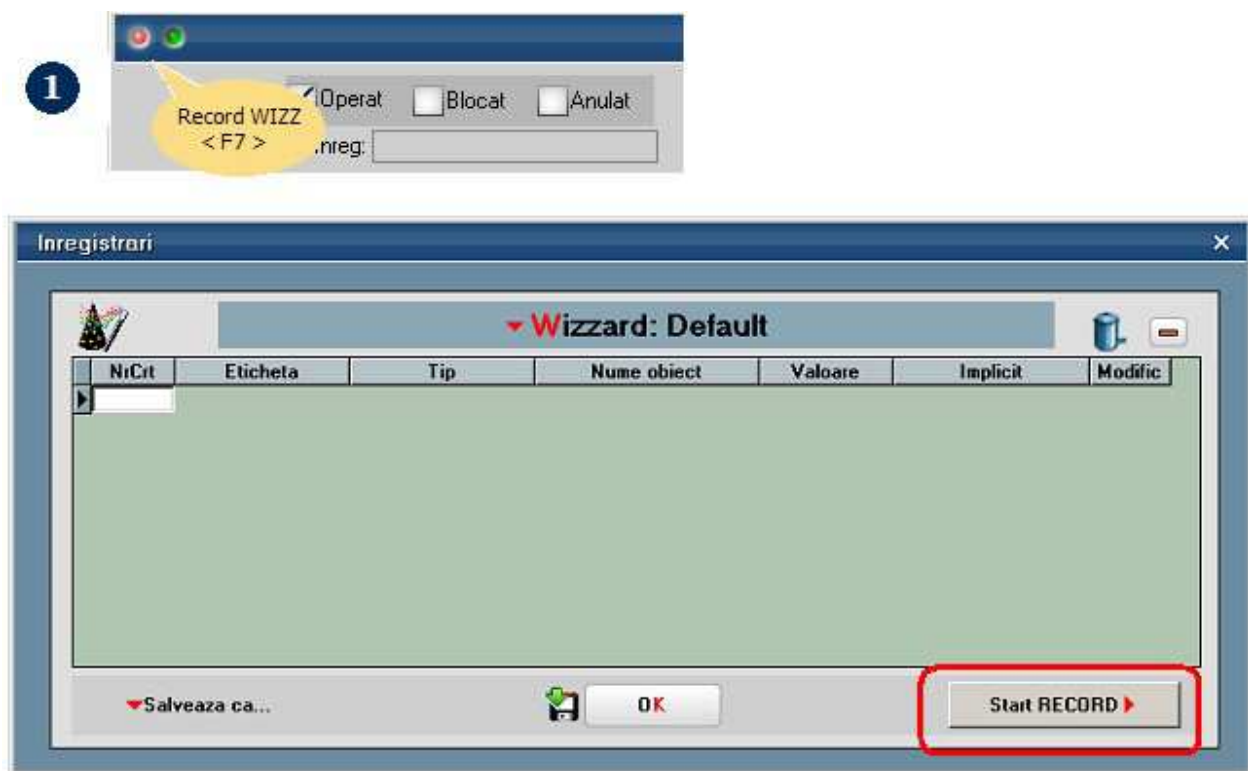 1
Operat Blocat Anulat
Record WIZZ
< F7 >
nreg:
Inregistrari
Wizzard: Default
NrCrt Eticheta Tip Nume obiect Valoare Implicit Modific
Salveaza ca... OK Start RECORD